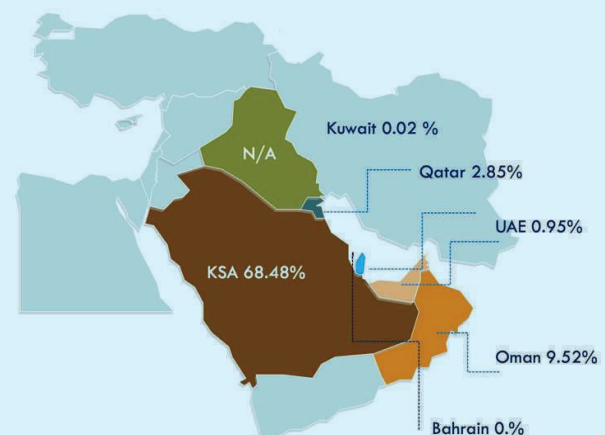 Kuwait 0.02 %
N/A
Qatar 2.85%
UAE 0.95%
KSA 68.48%
Oman 9.52%
Bahrain 0.%